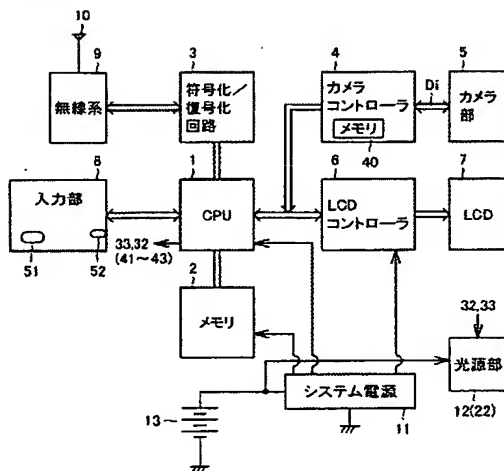 10
9
無線系
3
符号化／
復号化
回路
4
カメラ
コントローラ
メモリ
40
Di
5
カメラ部
8
入力部
51
52
1
CPU
33,32
(41～43)
6
LCD
コントローラ
7
LCD
2
メモリ
32,33
光源部
12(22)
システム電源
11
13